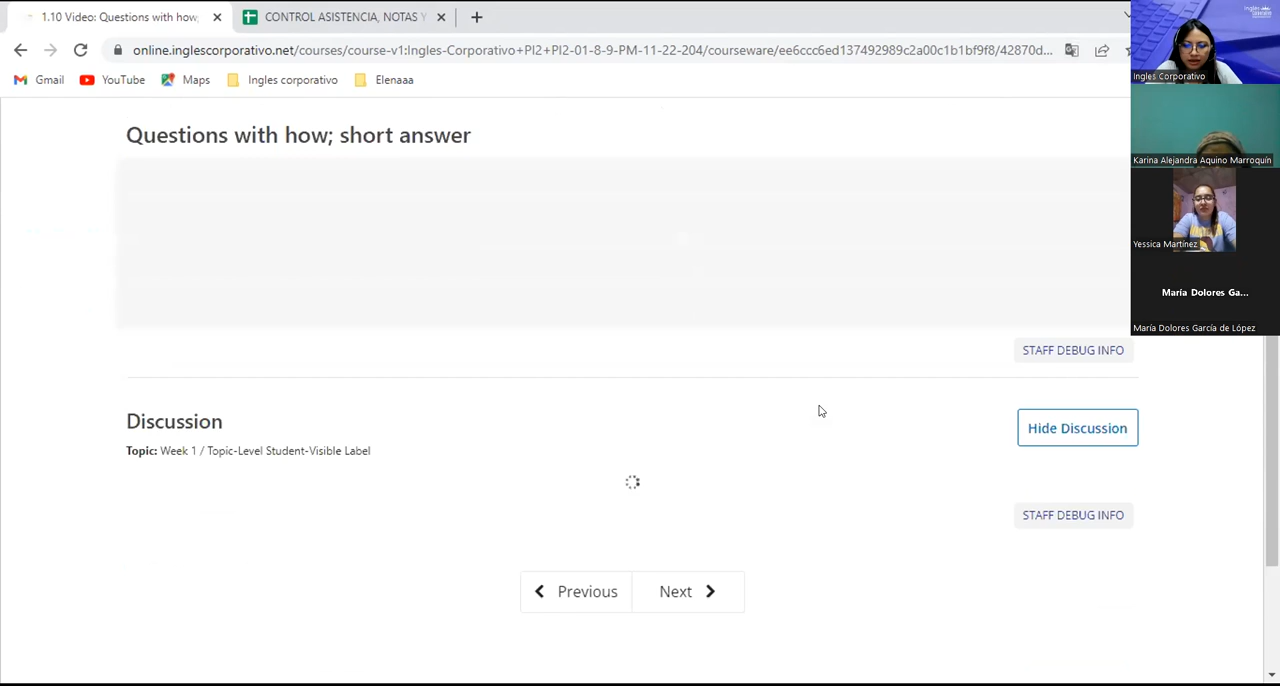 1.10 Video: Questions with how;
CONTROL ASISTENCIA, NOTAS Y
online.inglescorporativo.net/courses/course-v1:Ingles-Corporativo+PI2+PI2-01-8-9-PM-11-22-204/courseware/ee6ccc6ed137492989c2a00c1b1bf9f8/42870d...
Gmail
YouTube
Maps
Ingles corporativo
Elenaaa
Ingles Corporativo
Karina Alejandra Aquino Marroquín
Yessica Martínez
María Dolores Ga...
María Dolores García de López
Questions with how; short answer
STAFF DEBUG INFO
Discussion
Hide Discussion
Topic: Week 1 / Topic-Level Student-Visible Label
STAFF DEBUG INFO
Previous
Next